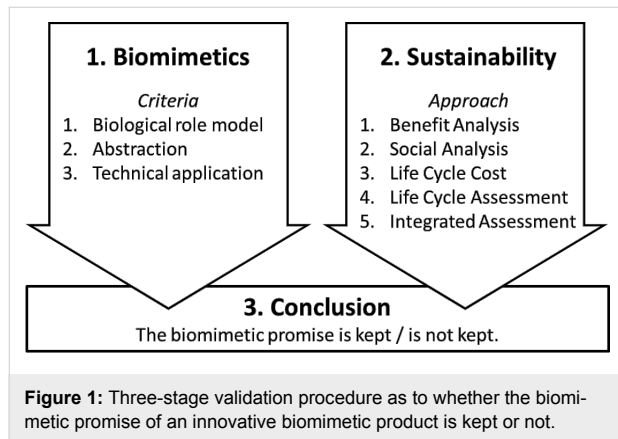 1. Biomimetics
Criteria
1. Biological role model
2. Abstraction
3. Technical application
2. Sustainability
Approach
1. Benefit Analysis
2. Social Analysis
3. Life Cycle Cost
4. Life Cycle Assessment
5. Integrated Assessment
3. Conclusion
The biomimetic promise is kept / is not kept.
Figure 1: Three-stage validation procedure as to whether the biomi-
metic promise of an innovative biomimetic product is kept or not.